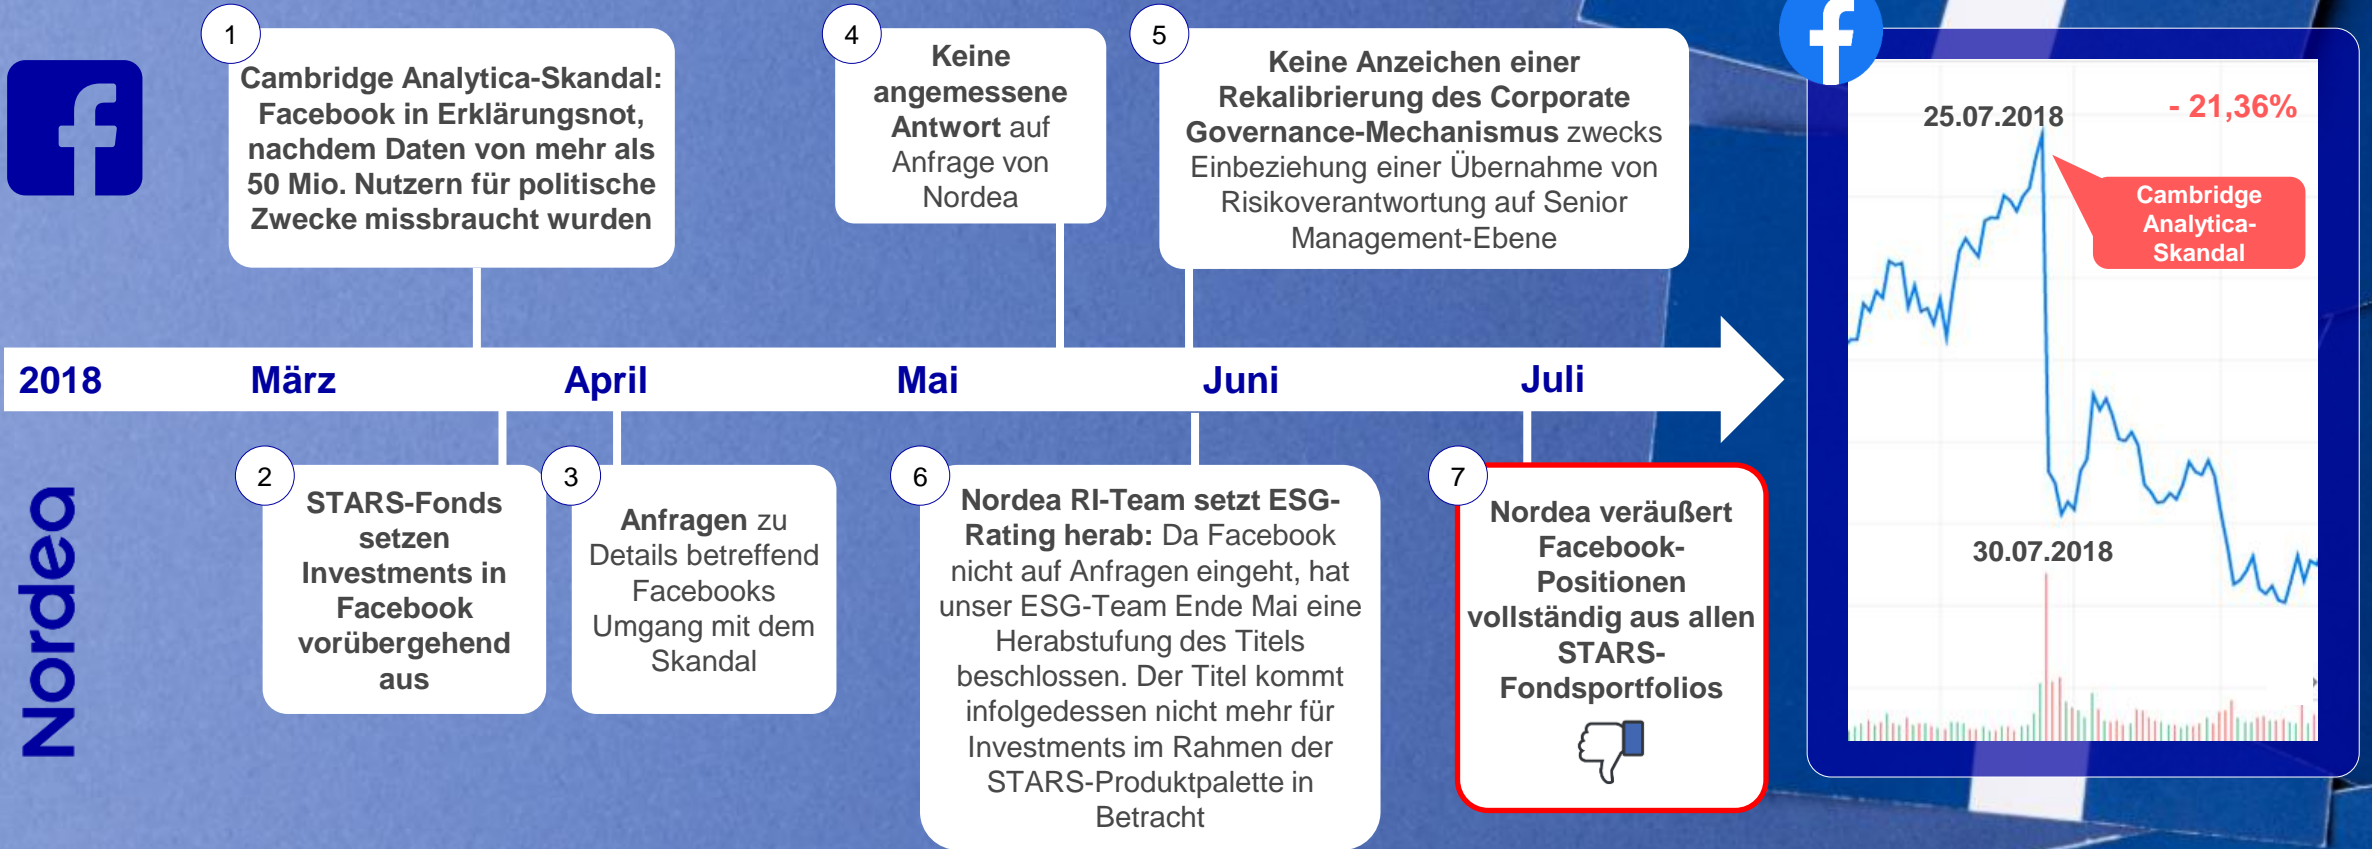 1
Cambridge Analytica-Skandal:
Facebook in Erklärungsnot,
nachdem Daten von mehr als
50 Mio. Nutzern für politische
Zwecke missbraucht wurden
4
Keine
angemessene
Antwort auf
Anfrage von
Nordea
5
Keine Anzeichen einer
Rekalibrierung des Corporate
Governance-Mechanismus zwecks
Einbeziehung einer Übernahme von
Risikoverantwortung auf Senior
Management-Ebene
2018 März April Mai Juni Juli
Nordea
2
STARS-Fonds
setzen
Investments in
Facebook
vorübergehend
aus
3
Anfragen zu
Details betreffend
Facebooks
Umgang mit dem
Skandal
6
Nordea RI-Team setzt ESG-
Rating herab: Da Facebook
nicht auf Anfragen eingeht, hat
unser ESG-Team Ende Mai eine
Herabstufung des Titels
beschlossen. Der Titel kommt
infolgedessen nicht mehr für
Investments im Rahmen der
STARS-Produktpalette in
Betracht
7
Nordea veräußert
Facebook-
Positionen
vollständig aus allen
STARS-
Fondsportfolios
25.07.2018
- 21,36%
Cambridge
Analytica-
Skandal
30.07.2018